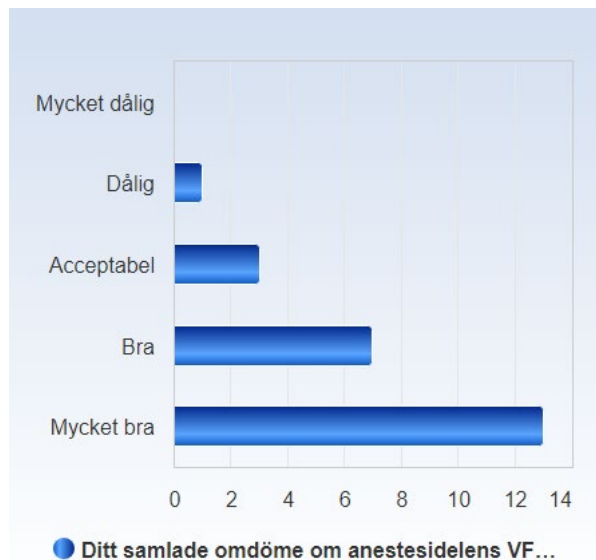 Mycket dålig
Dålig
Acceptabel
Bra
Mycket bra
0 2 4 6 8 10 12 14
Ditt samlade omdöme om anestesidelens VF…